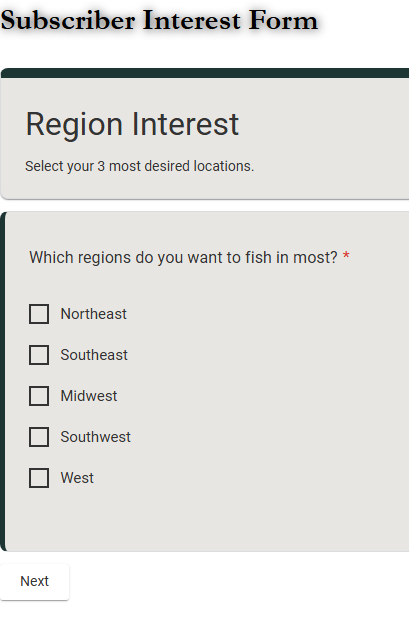 Subscriber Interest Form
Region Interest
Select your 3 most desired locations.
Which regions do you want to fish in most? *
Northeast
Southeast
Midwest
Southwest
West
Next